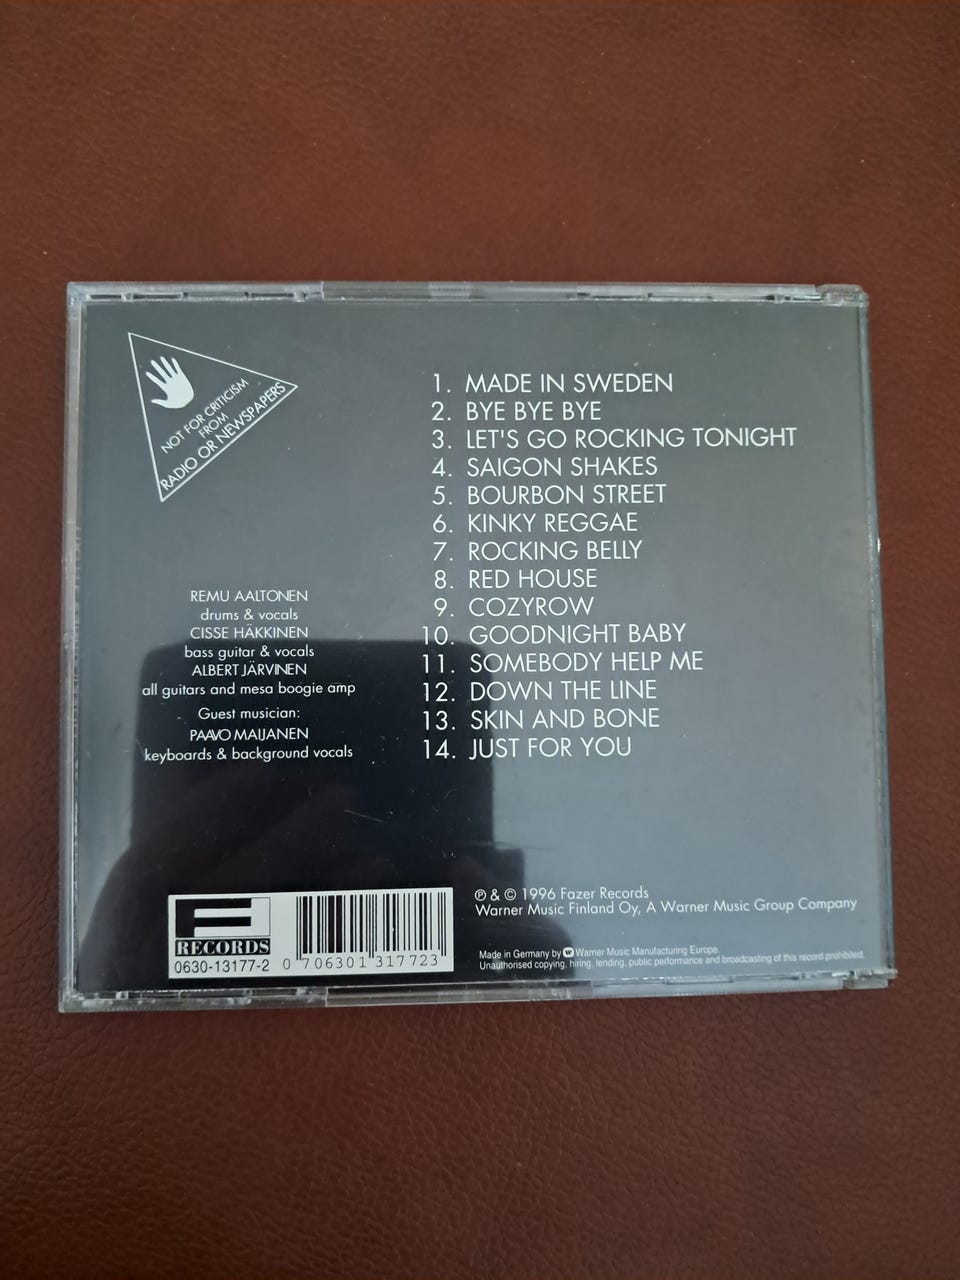 NOT FOR CRITICISM
FROM
RADIO OR NEWSPAPERS
1. MADE IN SWEDEN
2. BYE BYE BYE
3. LET'S GO ROCKING TONIGHT
4. SAIGON SHAKES
5. BOURBON STREET
6. KINKY REGGAE
7. ROCKING BELLY
8. RED HOUSE
9. COZYROW
10. GOODNIGHT BABY
11. SOMEBODY HELP ME
12. DOWN THE LINE
13. SKIN AND BONE
14. JUST FOR YOU
REMU AALTONEN
drums & vocals
CISSE HÄKKINEN
bass guitar & vocals
ALBERT JÄRVINEN
all guitars and mesa boogie amp
Guest musician:
PAAVO MAIJANEN
keyboards & background vocals
F
RECORDS
0630-13177-2
0 706301 317723
℗ & © 1996 Fazer Records
Warner Music Finland Oy, A Warner Music Group Company
Made in Germany by Warner Music Manufacturing Europe.
Unauthorised copying, hiring, lending, public performance and broadcasting of this record prohibited.